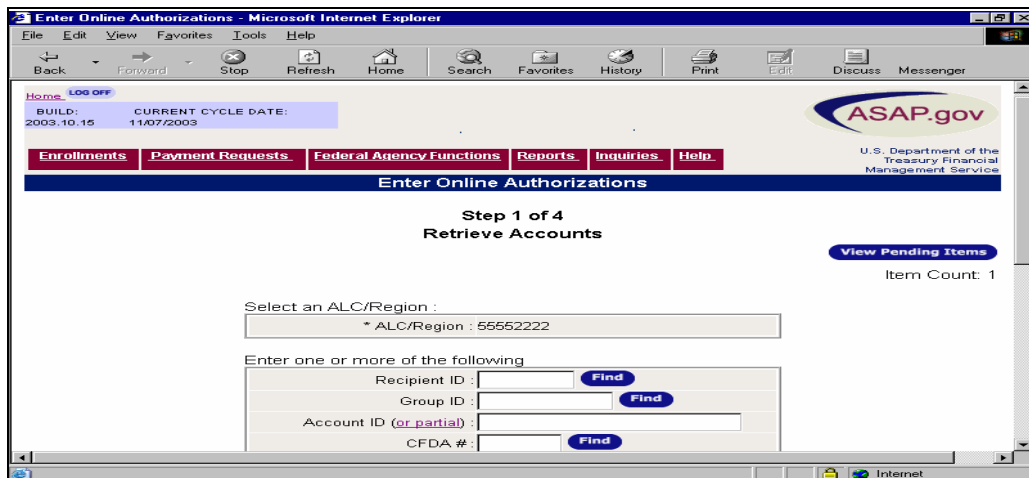 Enter Online Authorizations - Microsoft Internet Explorer
File Edit View Favorites Tools Help
Back Forward Stop Refresh Home Search Favorites History Print Edit Discuss Messenger
Home LOG OFF
BUILD: CURRENT CYCLE DATE:
2003.10.15 11/07/2003
ASAP.gov
U.S. Department of the
Treasury Financial
Management Service
Enrollments Payment Requests Federal Agency Functions Reports Inquiries Help
Enter Online Authorizations
Step 1 of 4
Retrieve Accounts
View Pending Items
Item Count: 1
Select an ALC/Region :
* ALC/Region : 55552222
Enter one or more of the following
Recipient ID : Find
Group ID : Find
Account ID (or partial) :
CFDA # : Find
Internet